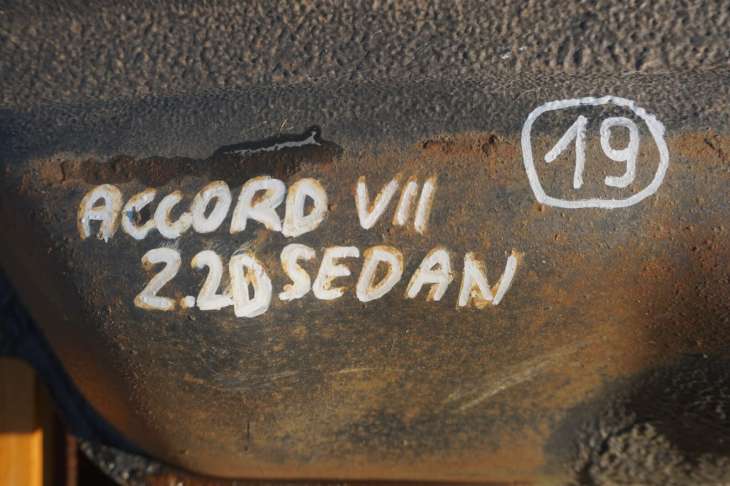 19
ACCORD VII
2.2D SEDAN